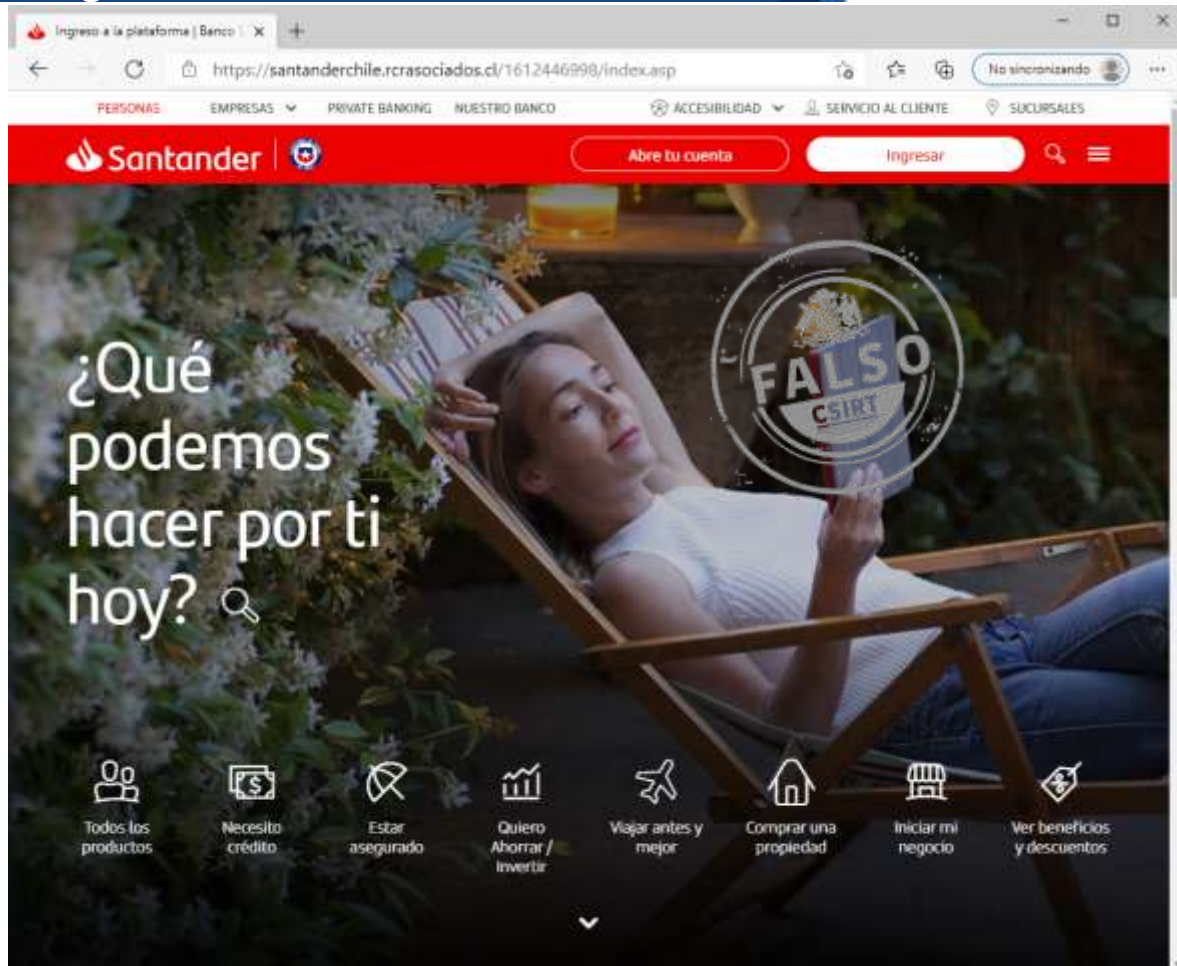 Ingreso a la plataforma | Banco
https://santanderchile.rcrasociados.cl/1612446998/index.asp
No sincronizando
PERSONAS EMPRESAS PRIVATE BANKING NUESTRO BANCO ACCESIBILIDAD SERVICIO AL CLIENTE SUCURSALES
Santander Abre tu cuenta Ingresar
¿Qué
podemos
hacer por ti
hoy?
FALSO
CSIRT
Todos los
productos
Necesito
crédito
Estar
asegurado
Quiero
Ahorrar /
Invertir
Viajar antes y
mejor
Comprar una
propiedad
Iniciar mi
negocio
Ver beneficios
y descuentos